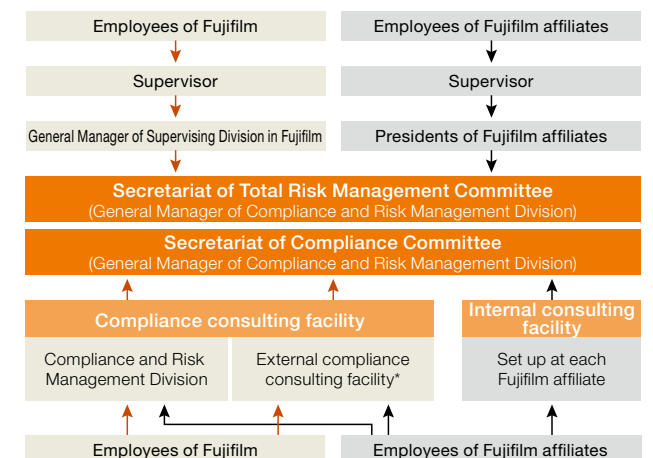 Employees of Fujifilm
Employees of Fujifilm affiliates
Supervisor
Supervisor
General Manager of Supervising Division in Fujifilm
Presidents of Fujifilm affiliates
Secretariat of Total Risk Management Committee
(General Manager of Compliance and Risk Management Division)
Secretariat of Compliance Committee
(General Manager of Compliance and Risk Management Division)
Compliance consulting facility
Internal consulting
facility
Compliance and Risk
Management Division
External compliance
consulting facility*
Set up at each
Fujifilm affiliate
Employees of Fujifilm
Employees of Fujifilm affiliates